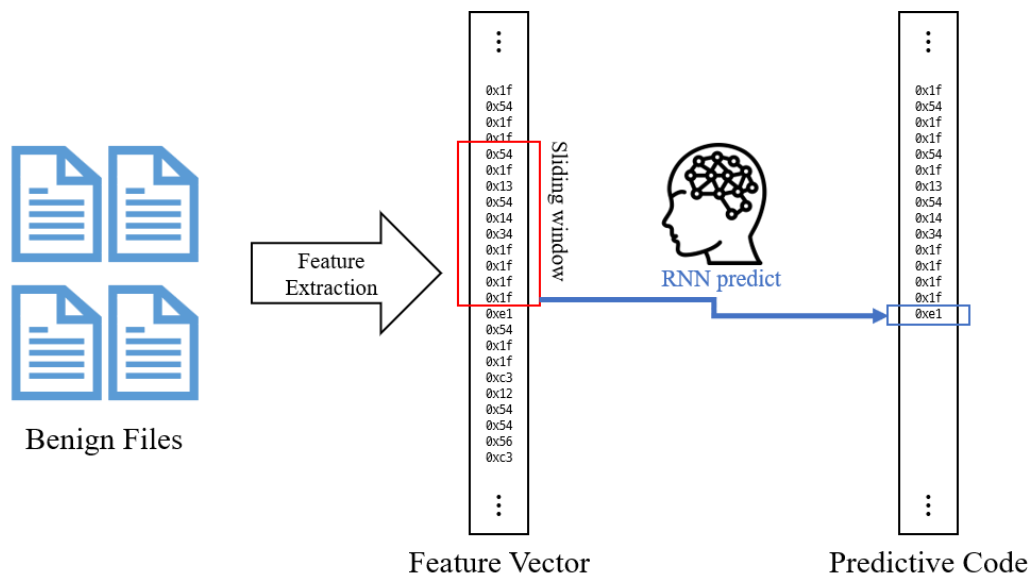 Benign Files
Feature
Extraction
⋮
0x1f
0x54
0x1f
0x1f
0x54
0x1f
0x13
0x54
0x14
0x34
0x1f
0x1f
0x1f
0x1f
0xe1
0x54
0x1f
0x1f
0xc3
0x12
0x54
0x54
0x56
0xc3
⋮
Feature Vector
Sliding window
RNN predict
⋮
0x1f
0x54
0x1f
0x1f
0x54
0x1f
0x13
0x54
0x14
0x34
0x1f
0x1f
0x1f
0x1f
0xe1
⋮
Predictive Code